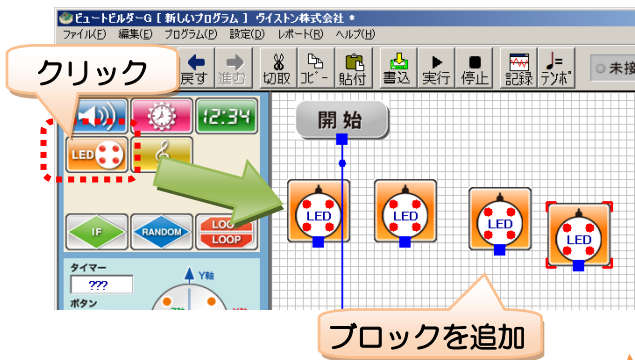 ビュートビルダーG [ 新しいプログラム ] ヴイストン株式会社 *
ファイル(F) 編集(E) プログラム(P) 設定(D) レポート(R) ヘルプ(H)
クリック
戻す 進む 切取 コピー 貼付 書込 実行 停止 記録 テンポ 未接
12:34
開始
LED
LED LED LED LED
IF RANDOM LOOP
LOOP
タイマー
???
ボタン
Y軸
ブロックを追加